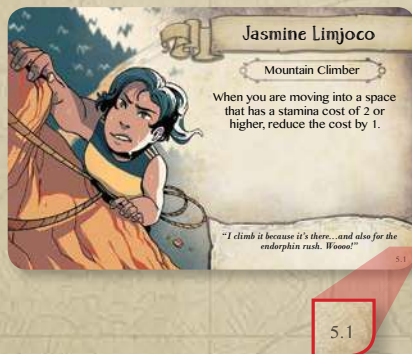 Jasmine Limjoco
Mountain Climber
When you are moving into a space
that has a stamina cost of 2 or
higher, reduce the cost by 1.
“I climb it because it’s there…and also for the
endorphin rush. Woooo!”
5.1
5.1